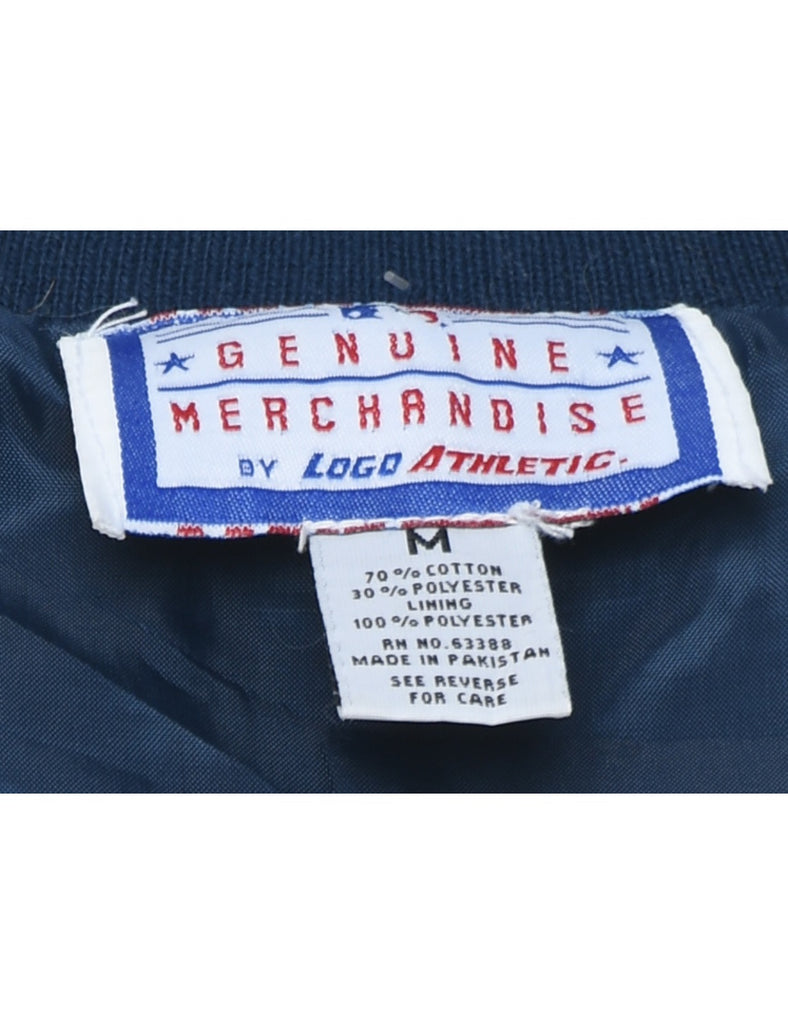 GENUINE
MERCHANDISE
BY LOGO ATHLETIC
M
70% COTTON
30% POLYESTER
LINING
100% POLYESTER
RN NO.63388
MADE IN PAKISTAN
SEE REVERSE
FOR CARE